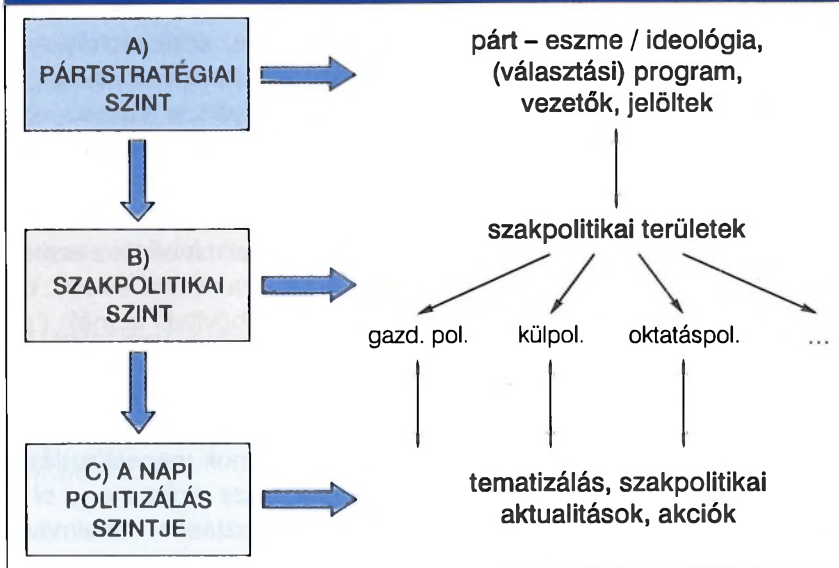 A)
PÁRTSTRATÉGIAI
SZINT
párt – eszme / ideológia,
(választási) program,
vezetők, jelöltek
B)
SZAKPOLITIKAI
SZINT
szakpolitikai területek
gazd. pol. külpol. oktatáspol. ...
C) A NAPI
POLITIZÁLÁS
SZINTJE
tematizálás, szakpolitikai
aktualitások, akciók